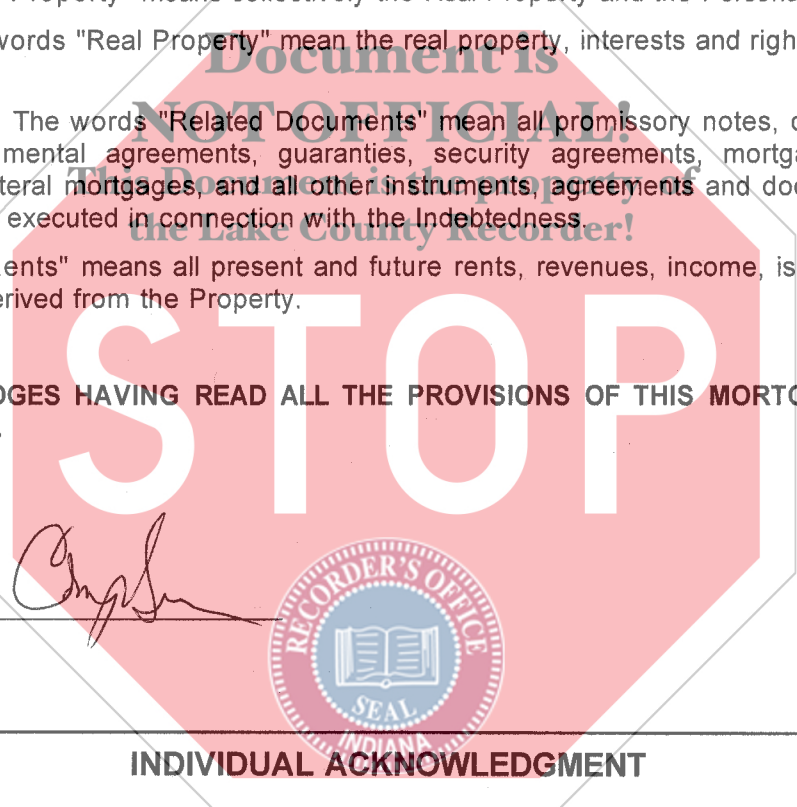 Property" means collectively the Real Property and the Persona
words "Real Property" mean the real property, interests and righ
Document is
NOT OFFICIAL!
This Document is the property of
the Lake County Recorder!
The words "Related Documents" mean all promissory notes, c
mental agreements, guaranties, security agreements, mortga
teral mortgages, and all other instruments, agreements and doc
executed in connection with the Indebtedness.
ents" means all present and future rents, revenues, income, is
erived from the Property.
STOP
DGES HAVING READ ALL THE PROVISIONS OF THIS MORTG
RECORDER'S OFFICE
SEAL
INDIANA
INDIVIDUAL ACKNOWLEDGMENT